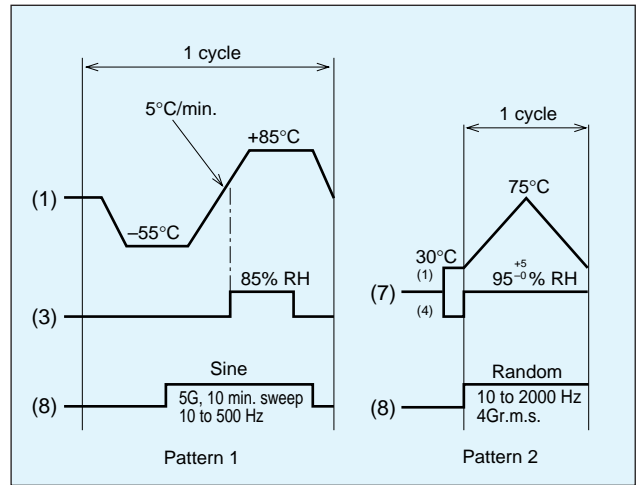 1 cycle
5°C/min.
+85°C
(1)
–55°C
85% RH
(3)
Sine
5G, 10 min. sweep
10 to 500 Hz
(8)
Pattern 1
1 cycle
75°C
30°C
(1)
95 +5 –0 % RH
(7)
(4)
Random
10 to 2000 Hz
4Gr.m.s.
(8)
Pattern 2